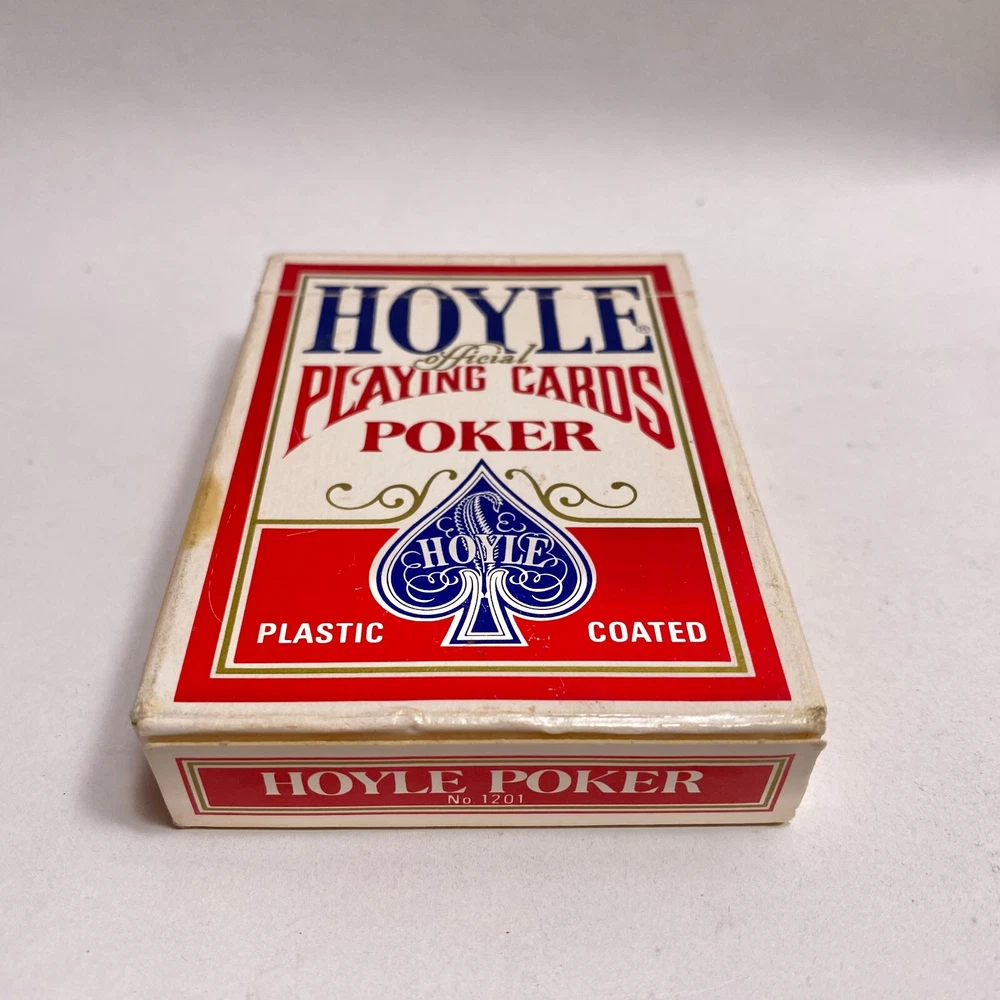 HOYLE®
official
PLAYING CARDS
POKER
HOYLE
PLASTIC COATED
HOYLE POKER
No. 1201